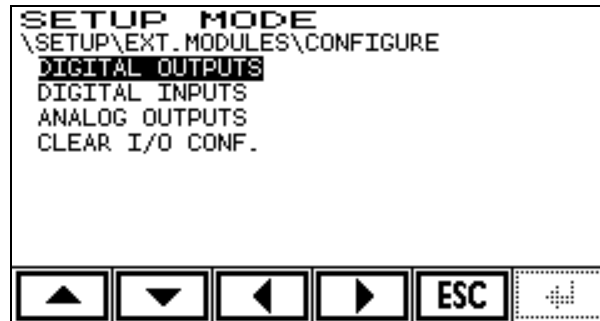 SETUP MODE
\SETUP\EXT.MODULES\CONFIGURE
DIGITAL OUTPUTS
DIGITAL INPUTS
ANALOG OUTPUTS
CLEAR I/O CONF.
ESC